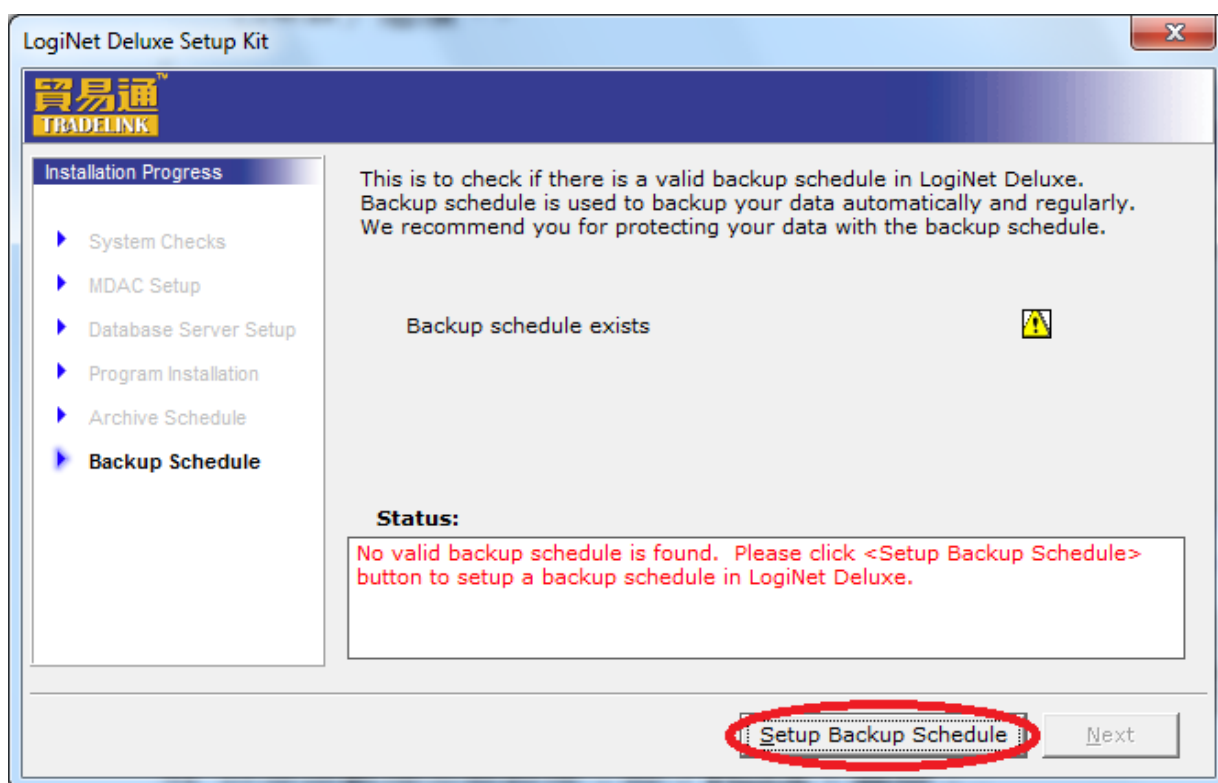 LogiNet Deluxe Setup Kit
貿易通™
TRADELINK
Installation Progress
System Checks
MDAC Setup
Database Server Setup
Program Installation
Archive Schedule
Backup Schedule
This is to check if there is a valid backup schedule in LogiNet Deluxe.
Backup schedule is used to backup your data automatically and regularly.
We recommend you for protecting your data with the backup schedule.
Backup schedule exists
Status:
No valid backup schedule is found.  Please click <Setup Backup Schedule>
button to setup a backup schedule in LogiNet Deluxe.
Setup Backup Schedule
Next